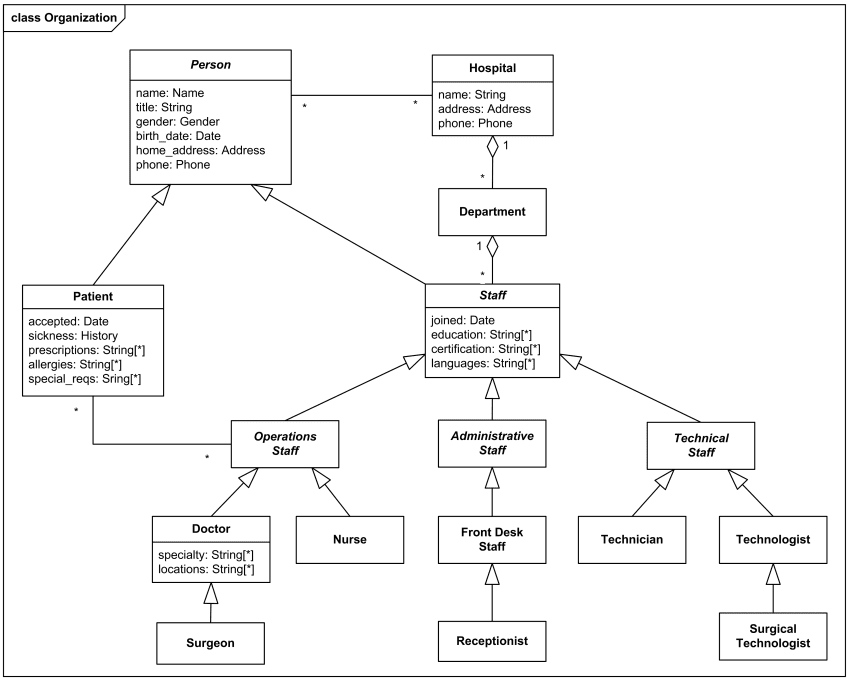 class Organization
Person
name: Name
title: String
gender: Gender
birth_date: Date
home_address: Address
phone: Phone
*
*
Hospital
name: String
address: Address
phone: Phone
1
*
Department
1
*
Patient
accepted: Date
sickness: History
prescriptions: String[*]
allergies: String[*]
special_reqs: Sring[*]
*
*
Staff
joined: Date
education: String[*]
certification: String[*]
languages: String[*]
Operations
Staff
Administrative
Staff
Technical
Staff
Doctor
specialty: String[*]
locations: String[*]
Nurse
Front Desk
Staff
Technician
Technologist
Surgeon
Receptionist
Surgical
Technologist